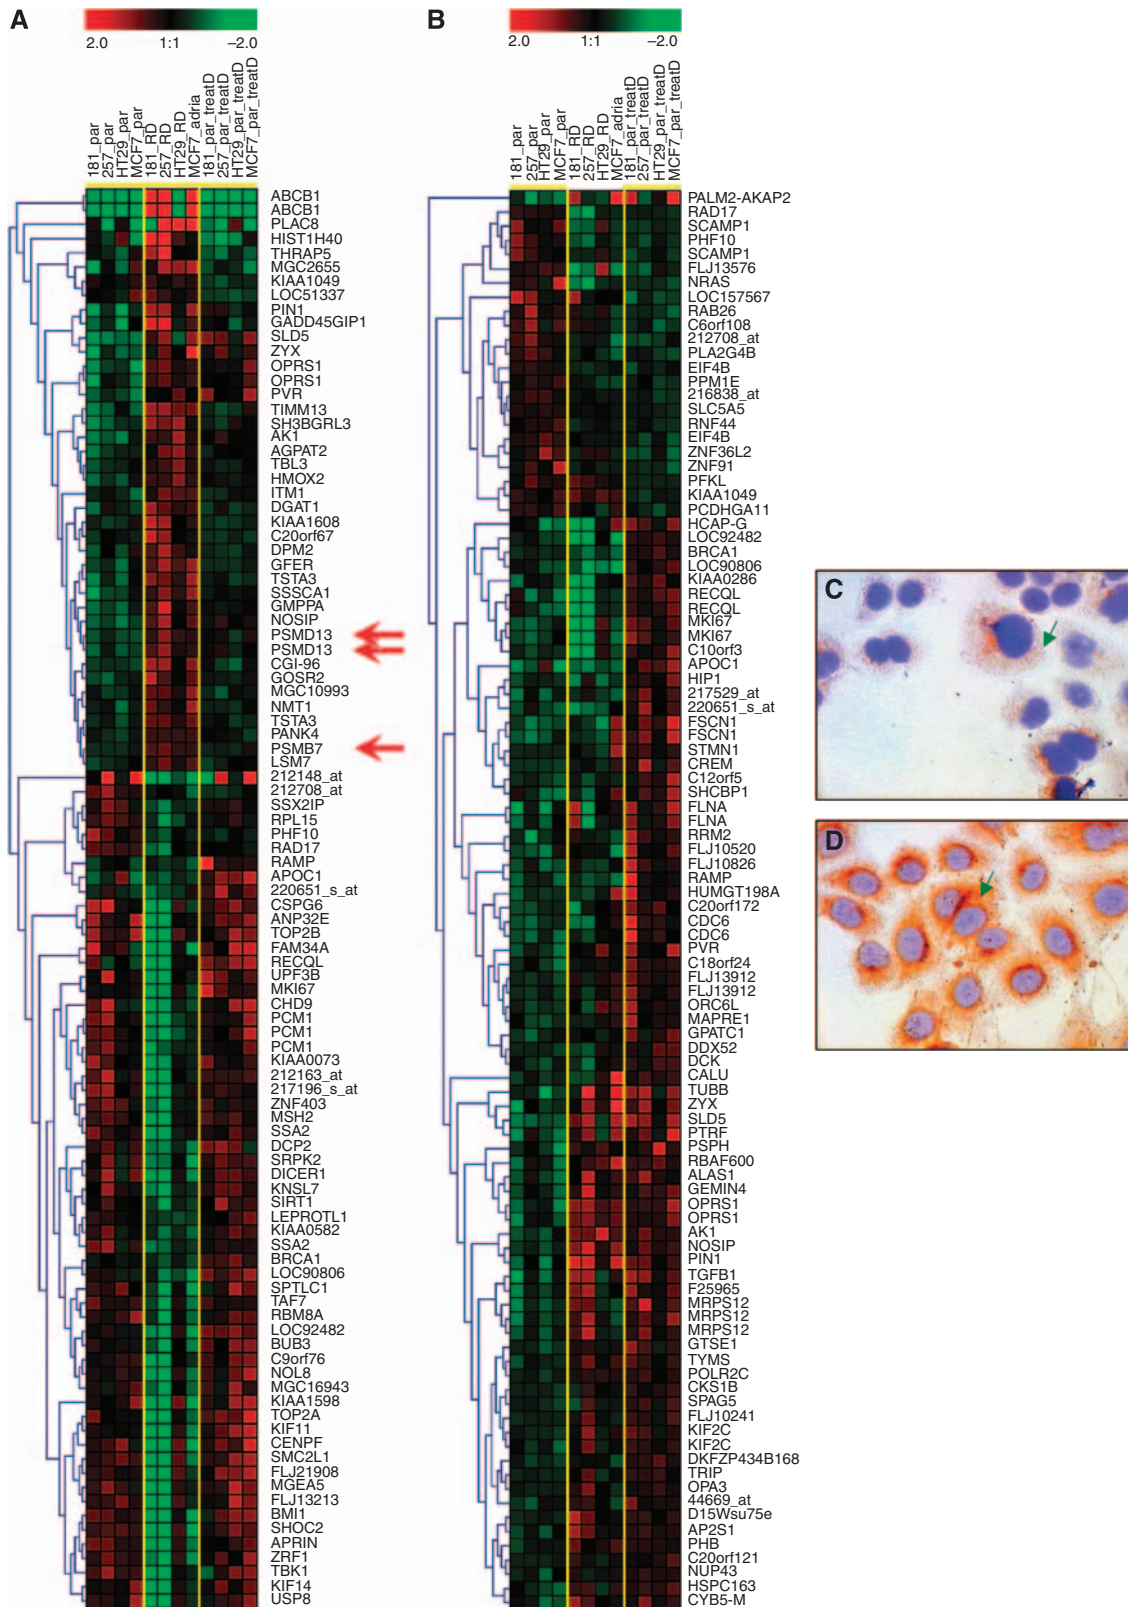 A
2.0 1:1 –2.0
181_par
257_par
HT29_par
MCF7_par
181_RD
257_RD
HT29_RD
MCF7_adria
181_par_treatD
257_par_treatD
HT29_par_treatD
MCF7_par_treatD
ABCB1
ABCB1
PLAC8
HIST1H40
THRAP5
MGC2655
KIAA1049
LOC51337
PIN1
GADD45GIP1
SLD5
ZYX
OPRS1
OPRS1
PVR
TIMM13
SH3BGRL3
AK1
AGPAT2
TBL3
HMOX2
ITM1
DGAT1
KIAA1608
C20orf67
DPM2
GFER
TSTA3
SSSCA1
GMPPA
NOSIP
PSMD13
PSMD13
CGI-96
GOSR2
MGC10993
NMT1
TSTA3
PANK4
PSMB7
LSM7
212148_at
212708_at
SSX2IP
RPL15
PHF10
RAD17
RAMP
APOC1
220651_s_at
CSPG6
ANP32E
TOP2B
FAM34A
RECQL
UPF3B
MKI67
CHD9
PCM1
PCM1
PCM1
KIAA0073
212163_at
217196_s_at
ZNF403
MSH2
SSA2
DCP2
SRPK2
DICER1
KNSL7
SIRT1
LEPROTL1
KIAA0582
SSA2
BRCA1
LOC90806
SPTLC1
TAF7
RBM8A
LOC92482
BUB3
C9orf76
NOL8
MGC16943
KIAA1598
TOP2A
KIF11
CENPF
SMC2L1
FLJ21908
MGEA5
FLJ13213
BMI1
SHOC2
APRIN
ZRF1
TBK1
KIF14
USP8
B
2.0 1:1 –2.0
181_par
257_par
HT29_par
MCF7_par
181_RD
257_RD
HT29_RD
MCF7_adria
181_par_treatD
257_par_treatD
HT29_par_treatD
MCF7_par_treatD
PALM2-AKAP2
RAD17
SCAMP1
PHF10
SCAMP1
FLJ13576
NRAS
LOC157567
RAB26
C6orf108
212708_at
PLA2G4B
EIF4B
PPM1E
216838_at
SLC5A5
RNF44
EIF4B
ZNF36L2
ZNF91
PFKL
KIAA1049
PCDHGA11
HCAP-G
LOC92482
BRCA1
LOC90806
KIAA0286
RECQL
RECQL
MKI67
MKI67
C10orf3
APOC1
HIP1
217529_at
220651_s_at
FSCN1
FSCN1
STMN1
CREM
C12orf5
SHCBP1
FLNA
FLNA
RRM2
FLJ10520
FLJ10826
RAMP
HUMGT198A
C20orf172
CDC6
CDC6
PVR
C18orf24
FLJ13912
FLJ13912
ORC6L
MAPRE1
GPATC1
DDX52
DCK
CALU
TUBB
ZYX
SLD5
PTRF
PSPH
RBAF600
ALAS1
GEMIN4
OPRS1
OPRS1
AK1
NOSIP
PIN1
TGFB1
F25965
MRPS12
MRPS12
MRPS12
GTSE1
TYMS
POLR2C
CKS1B
SPAG5
FLJ10241
KIF2C
KIF2C
DKFZP434B168
TRIP
OPA3
44669_at
D15Wsu75e
AP2S1
PHB
C20orf121
NUP43
HSPC163
CYB5-M
C
D